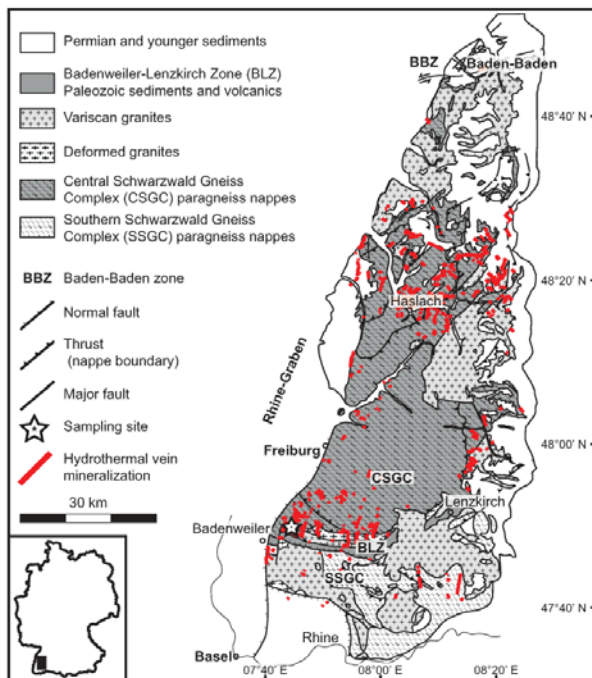 Permian and younger sediments
Badenweiler-Lenzkirch Zone (BLZ)
Paleozoic sediments and volcanics
Variscan granites
Deformed granites
Central Schwarzwald Gneiss
Complex (CSGC) paragneiss nappes
Southern Schwarzwald Gneiss
Complex (SSGC) paragneiss nappes
BBZ Baden-Baden zone
Normal fault
Thrust
(nappe boundary)
Major fault
Sampling site
Hydrothermal vein
mineralization
30 km
BBZ
Baden-Baden
48°40' N
48°20' N
Haslach
Rhine-Graben
Freiburg
48°00' N
CSGC
Lenzkirch
Badenweiler
BLZ
SSGC
47°40' N
Rhine
Basel
07°40' E
08°00' E
08°20' E